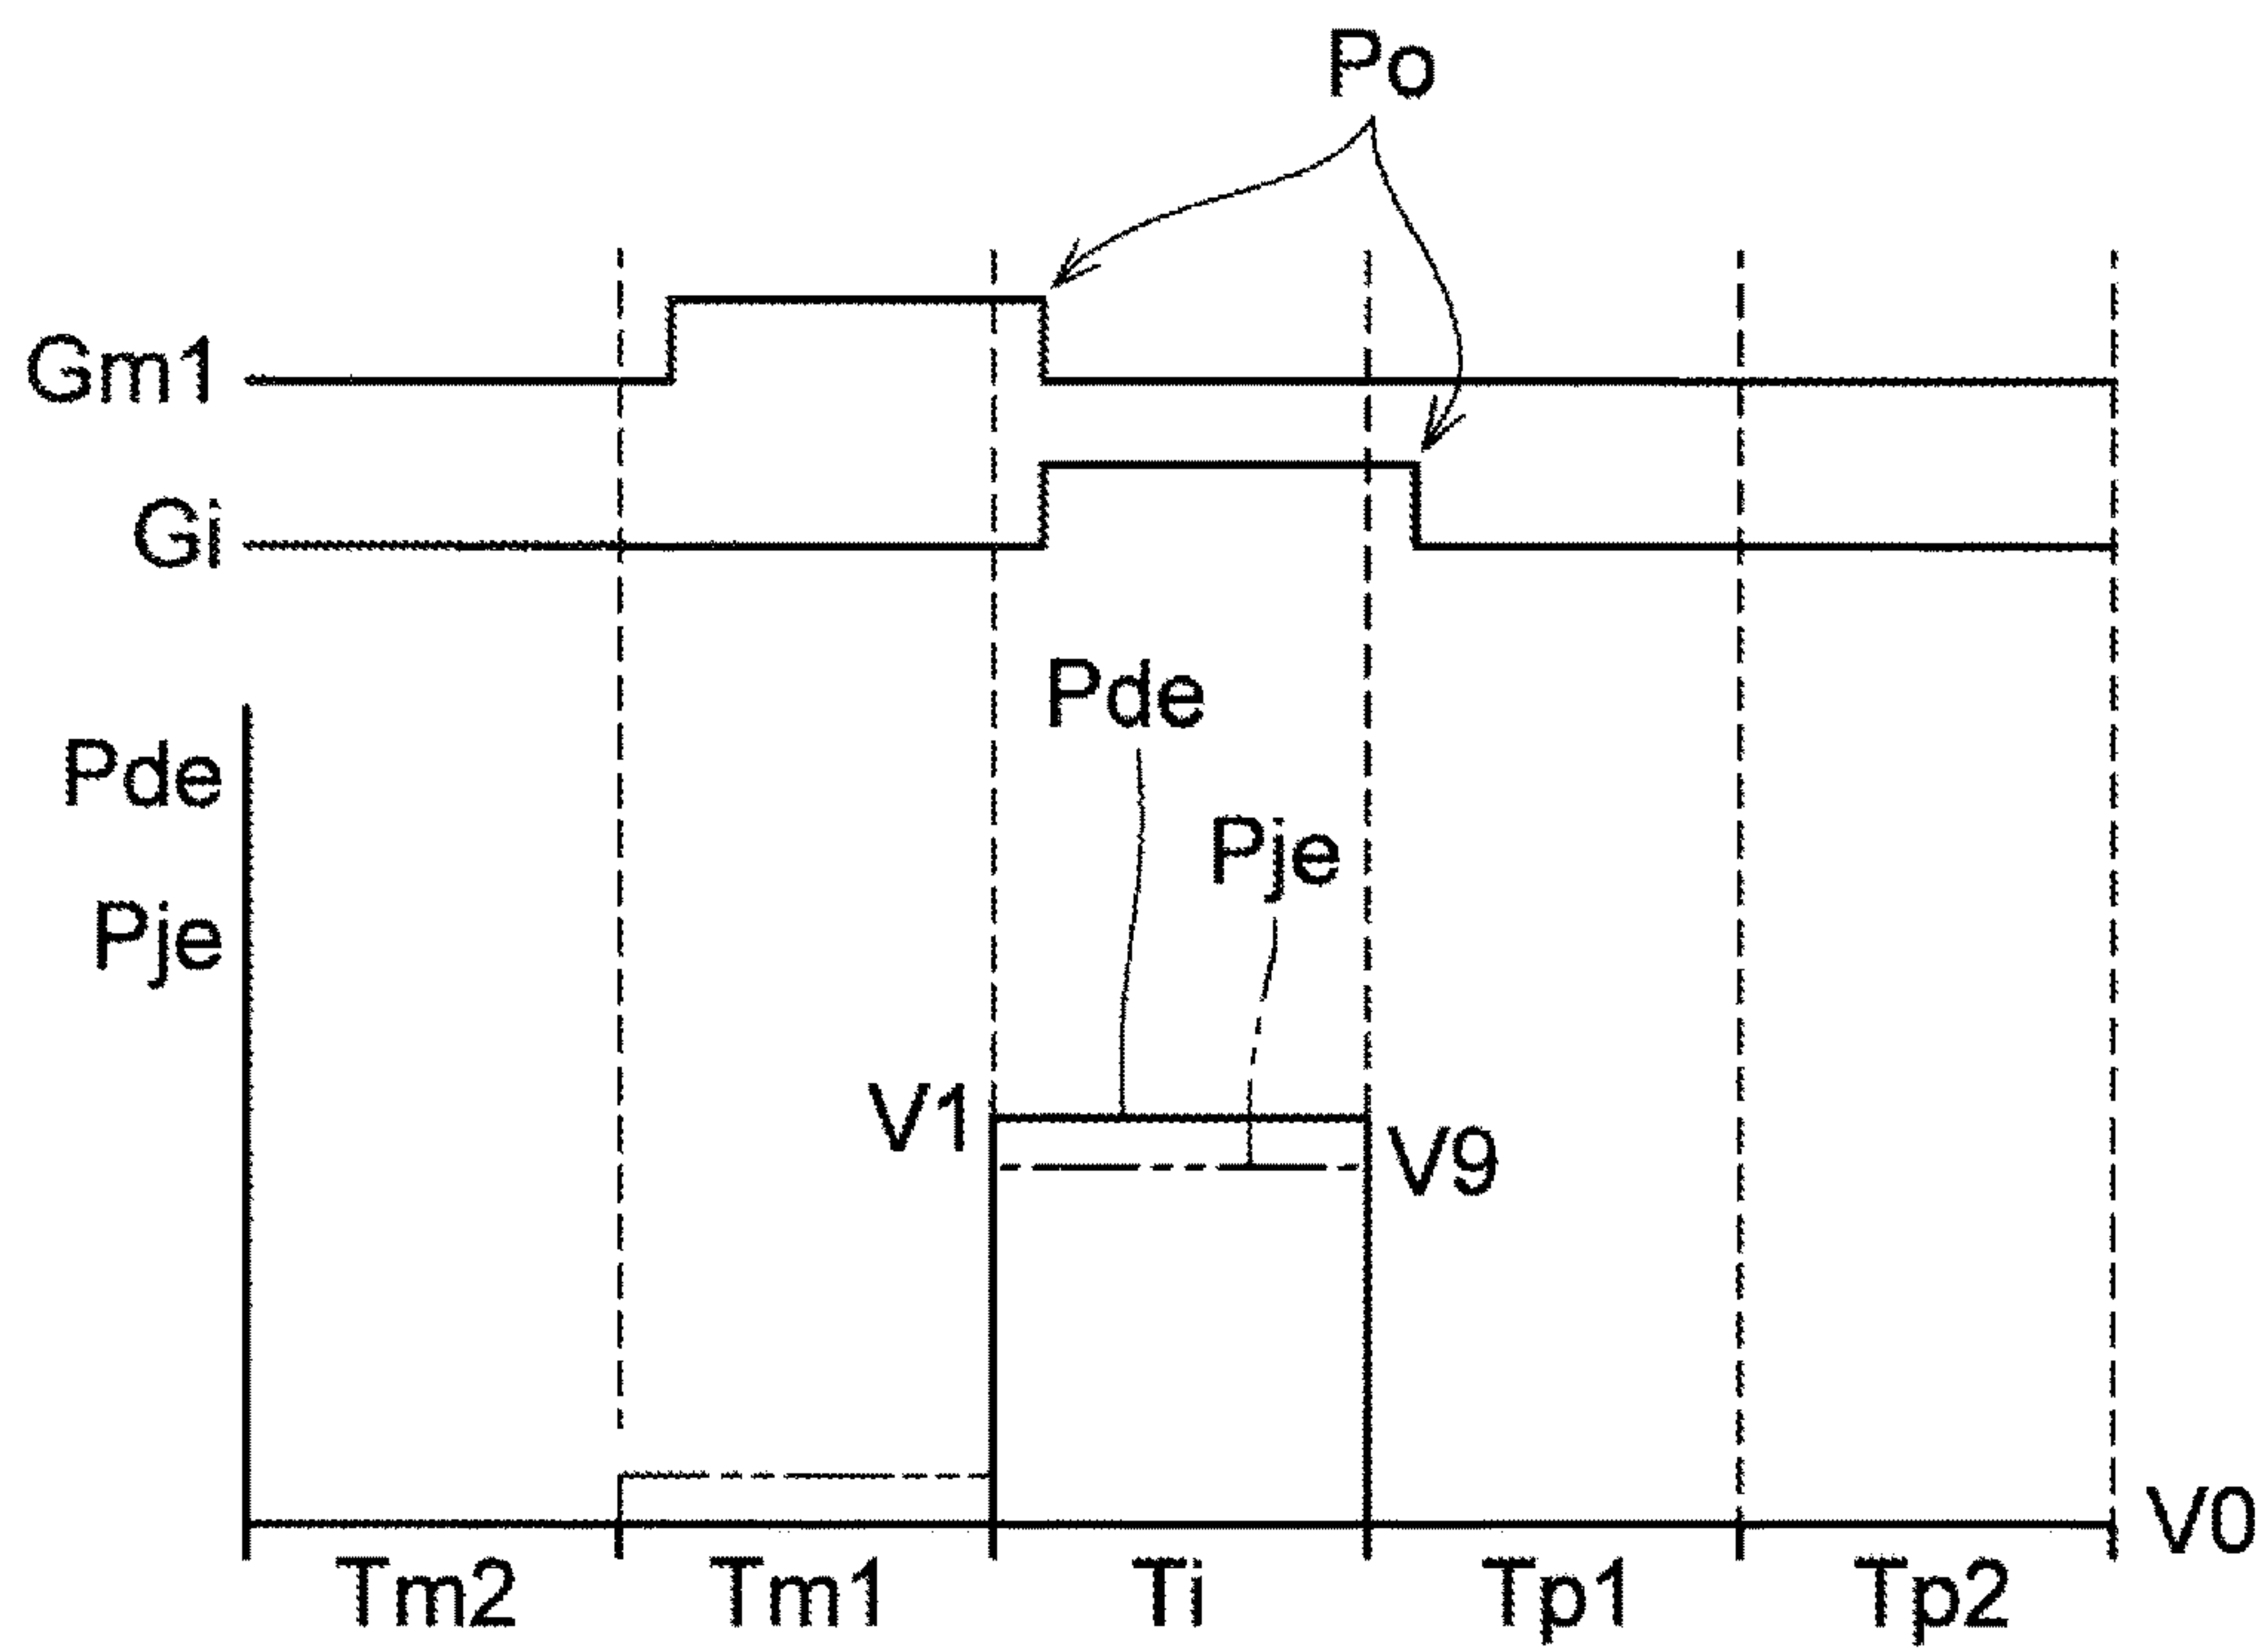 Po
Gm1
Gi
Pde
Pde
Pje
Pje
V1
V9
V0
Tm2 Tm1 Ti Tp1 Tp2